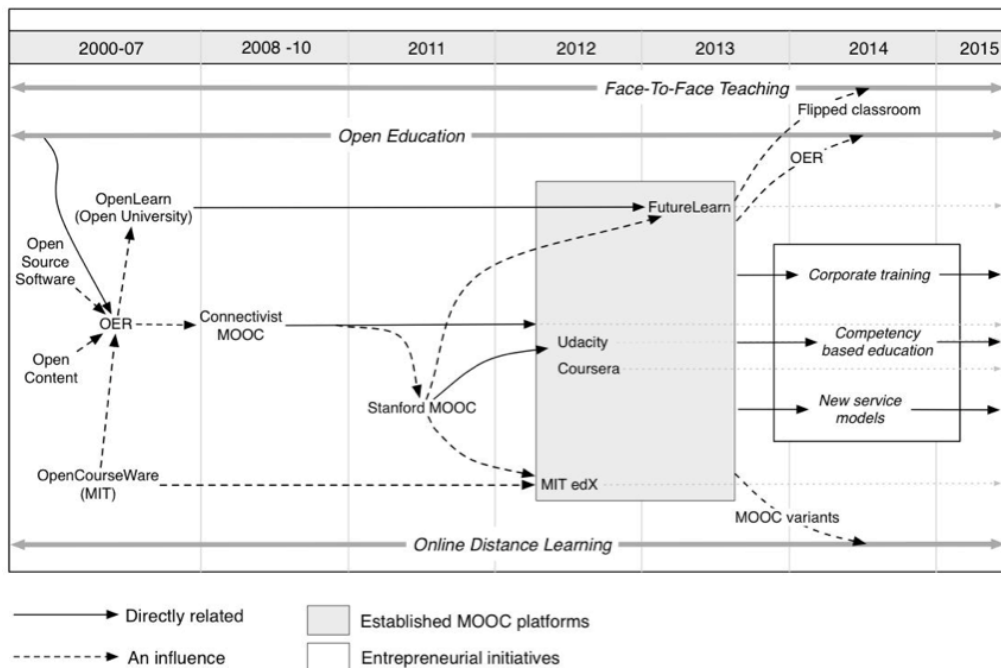 2000-07
2008 -10
2011
2012
2013
2014
2015
Face-To-Face Teaching
Flipped classroom
Open Education
OER
OpenLearn
(Open University)
FutureLearn
Open
Source
Software
Corporate training
OER
Connectivist
MOOC
Udacity
Competency
based education
Open
Content
Coursera
Stanford MOOC
New service
models
OpenCourseWare
(MIT)
MIT edX
MOOC variants
Online Distance Learning
Directly related
Established MOOC platforms
An influence
Entrepreneurial initiatives